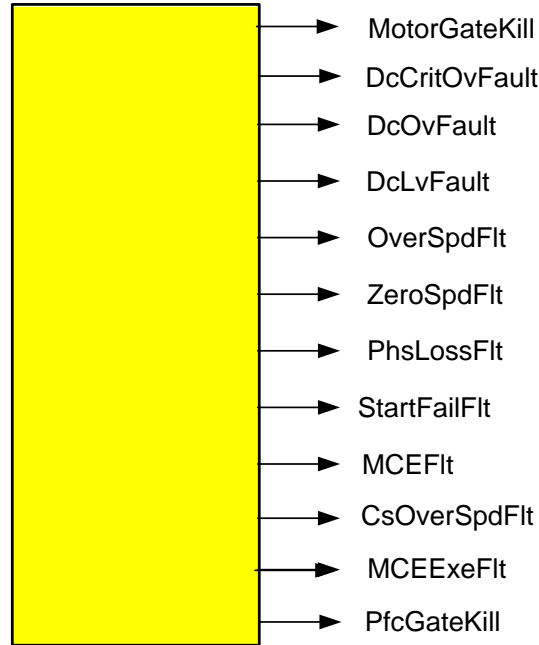 MotorGateKill
DcCritOvFault
DcOvFault
DcLvFault
OverSpdFlt
ZeroSpdFlt
PhsLossFlt
StartFailFlt
MCEFlt
CsOverSpdFlt
MCEExeFlt
PfcGateKill